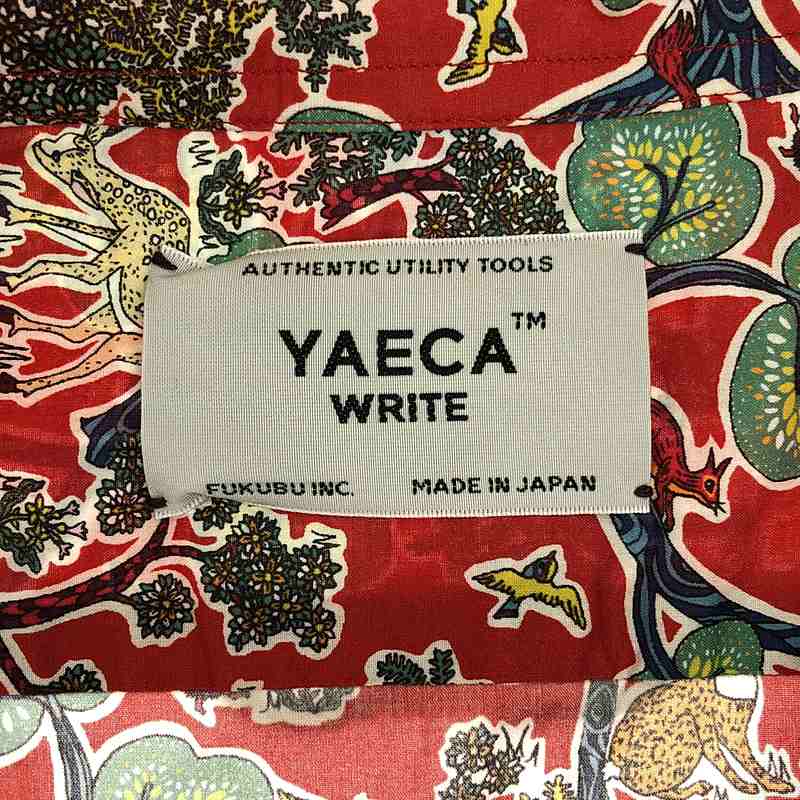 AUTHENTIC UTILITY TOOLS
YAECA™
WRITE
FUKUBU INC. MADE IN JAPAN